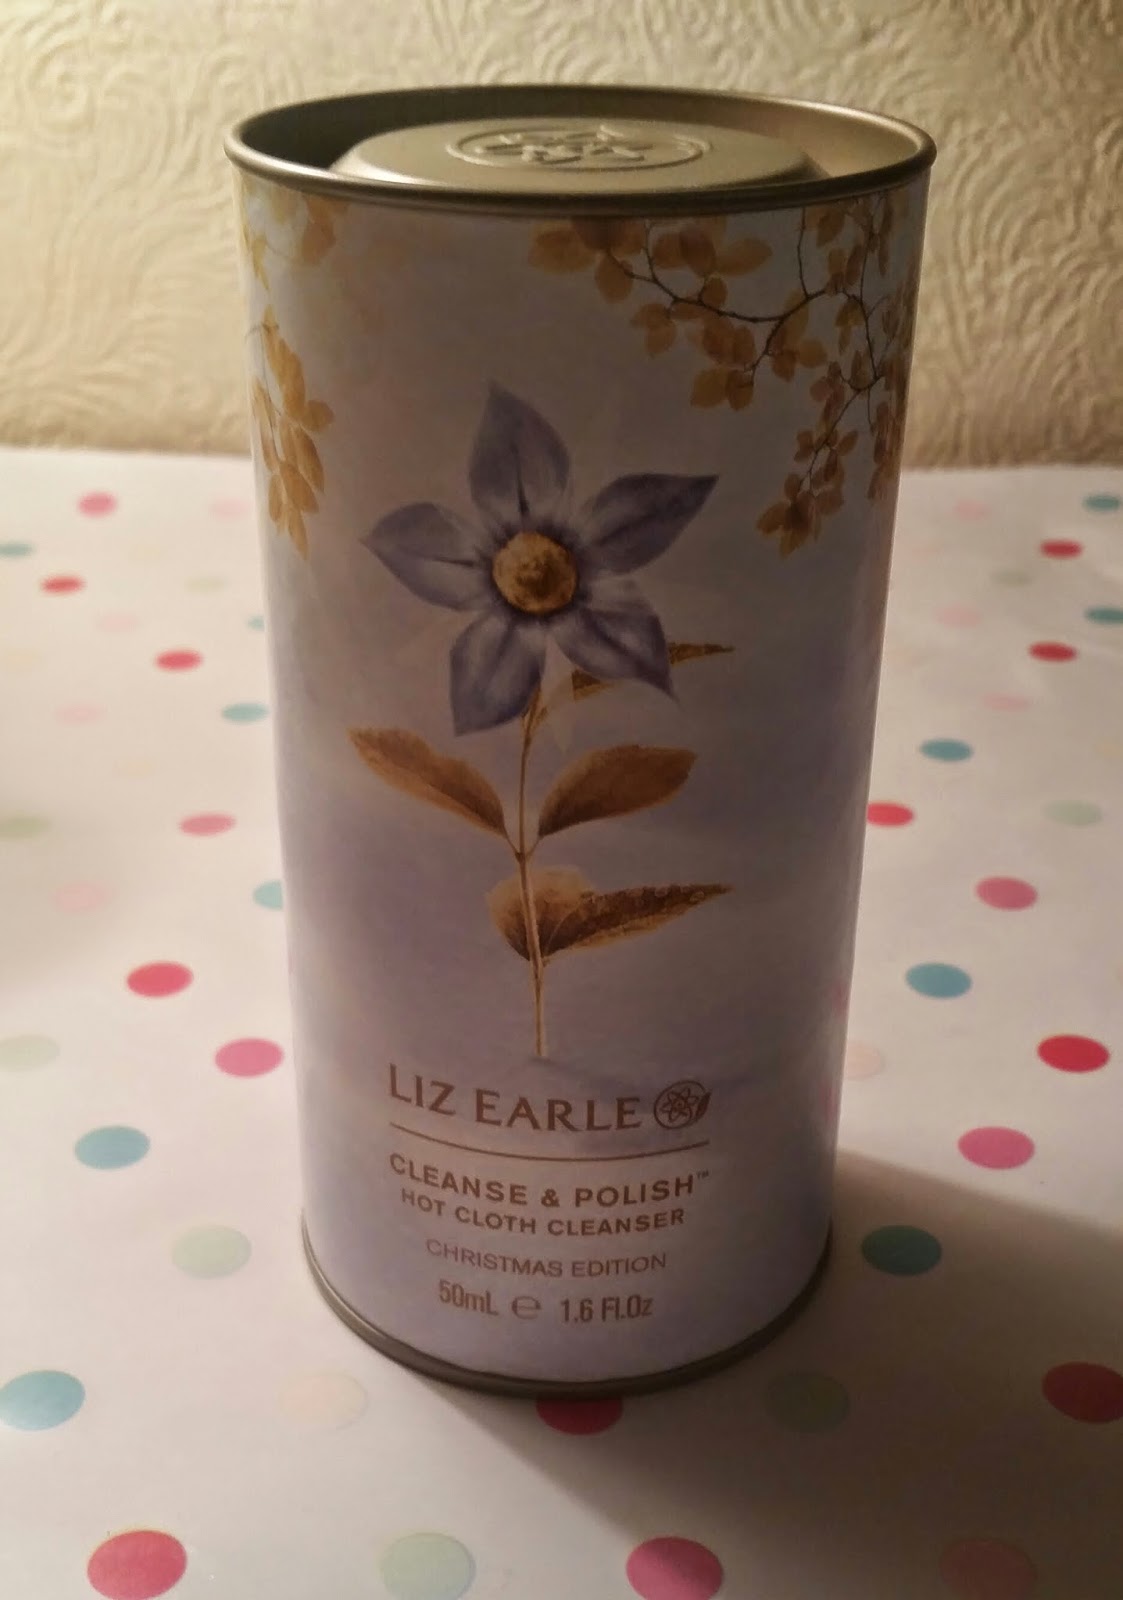 LIZ EARLE
CLEANSE & POLISH™
HOT CLOTH CLEANSER
CHRISTMAS EDITION
50mL ℮ 1.6 Fl.Oz